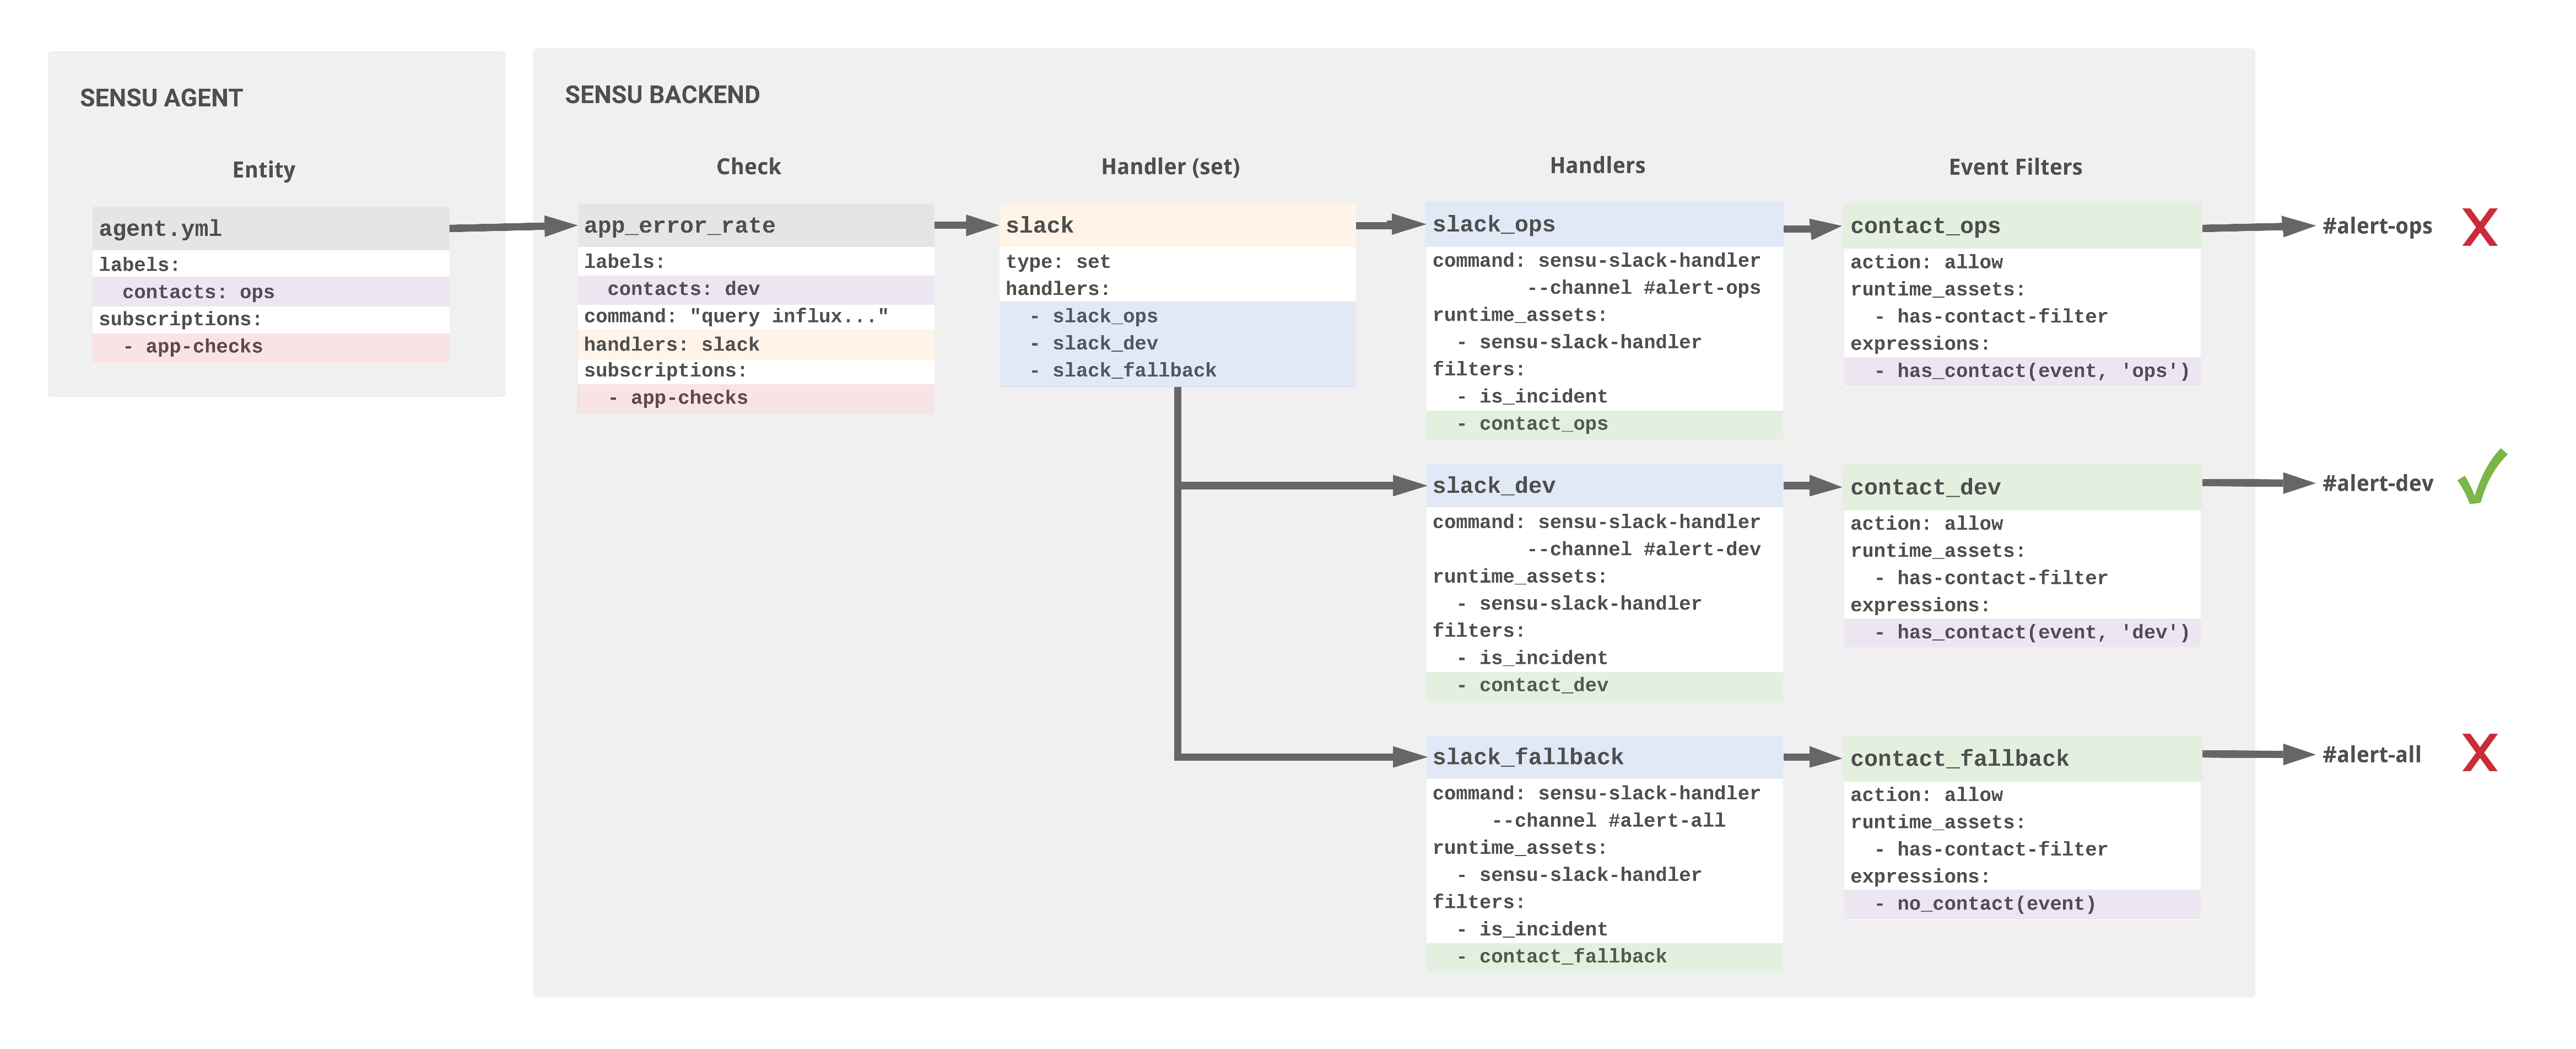 SENSU AGENT
Entity
agent.yml
labels:
contacts: ops
subscriptions:
- app-checks
SENSU BACKEND
Check
app_error_rate
labels:
contacts: dev
command: "query influx..."
handlers: slack
subscriptions:
- app-checks
Handler (set)
slack
type: set
handlers:
- slack_ops
- slack_dev
- slack_fallback
Handlers
slack_ops
command: sensu-slack-handler
--channel #alert-ops
runtime_assets:
- sensu-slack-handler
filters:
- is_incident
- contact_ops
slack_dev
command: sensu-slack-handler
--channel #alert-dev
runtime_assets:
- sensu-slack-handler
filters:
- is_incident
- contact_dev
slack_fallback
command: sensu-slack-handler
--channel #alert-all
runtime_assets:
- sensu-slack-handler
filters:
- is_incident
- contact_fallback
Event Filters
contact_ops
action: allow
runtime_assets:
- has-contact-filter
expressions:
- has_contact(event, 'ops')
contact_dev
action: allow
runtime_assets:
- has-contact-filter
expressions:
- has_contact(event, 'dev')
contact_fallback
action: allow
runtime_assets:
- has-contact-filter
expressions:
- no_contact(event)
#alert-ops
#alert-dev
#alert-all